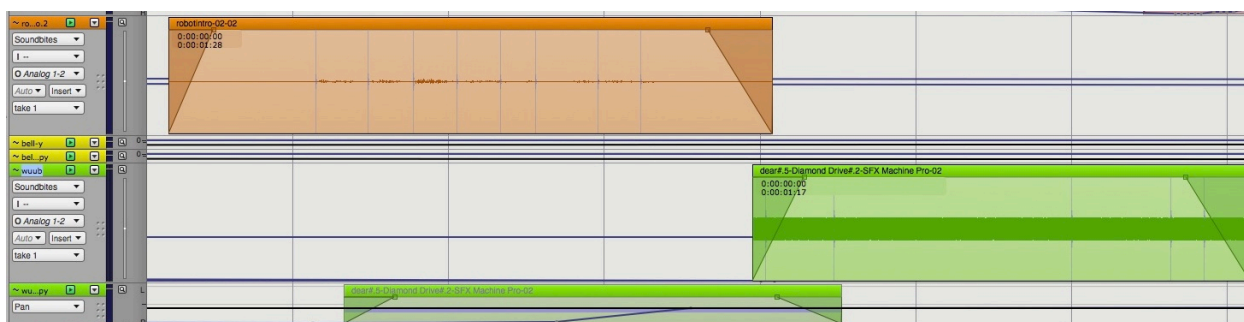 R
~ ro...o.2
robotintro-02-02
Soundbites
0:00:00:00
0:00:01:28
I --
O Analog 1-2
Auto Insert
take 1
~ bell-y
0
~ bel...py
0
~ wuub
dear#.5-Diamond Drive#.2-SFX Machine Pro-02
Soundbites
0:00:00:00
0:00:01:17
I --
O Analog 1-2
Auto Insert
take 1
~ wu...py
L
dear#.5-Diamond Drive#.2-SFX Machine Pro-02
Pan
R